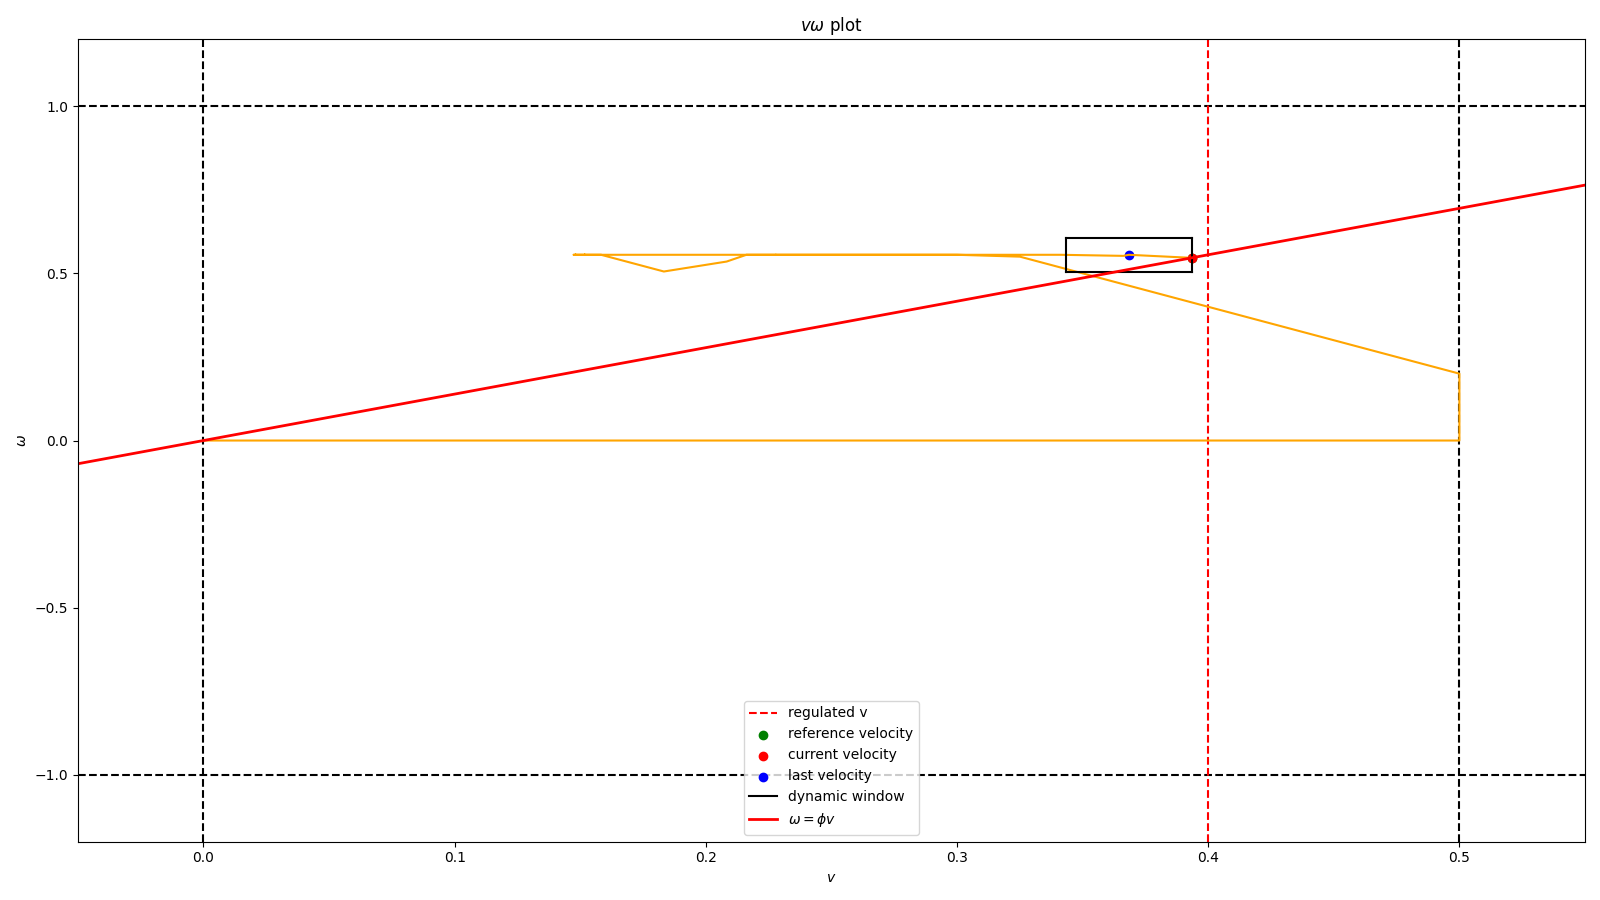 vω plot
1.0
0.5
0.0
−0.5
−1.0
ω
regulated v
reference velocity
current velocity
last velocity
dynamic window
ω = ϕv
0.0 0.1 0.2 0.3 0.4 0.5
v